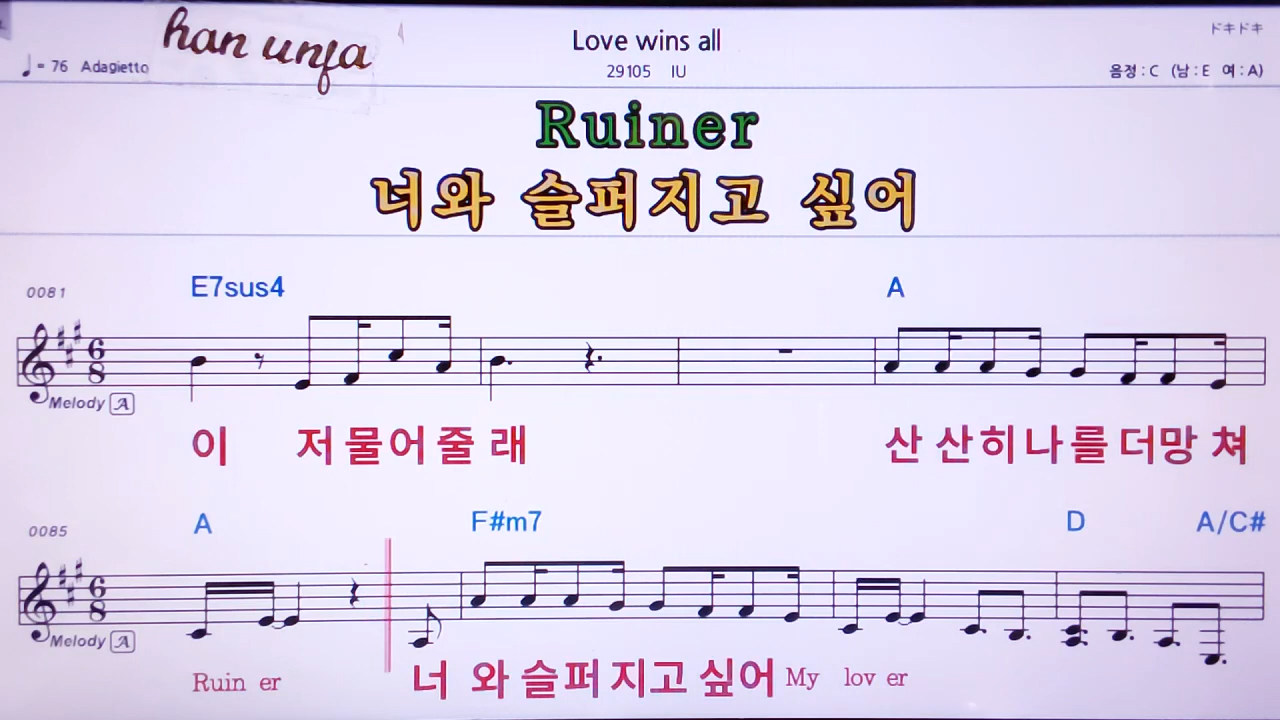 han unfa
Love wins all
ドキドキ
♩= 76 Adagietto
29105 IU
음정 : C (남 : E 여 : A)
Ruiner
너와 슬퍼지고 싶어
0081
E7sus4 A
6
8
Melody A
이 저 물 어 줄 래 산 산 히 나 를 더 망 쳐
0085
A F#m7 D A/C#
6
8
Melody A
Ruin er 너 와 슬 퍼 지 고 싶 어 My lov er